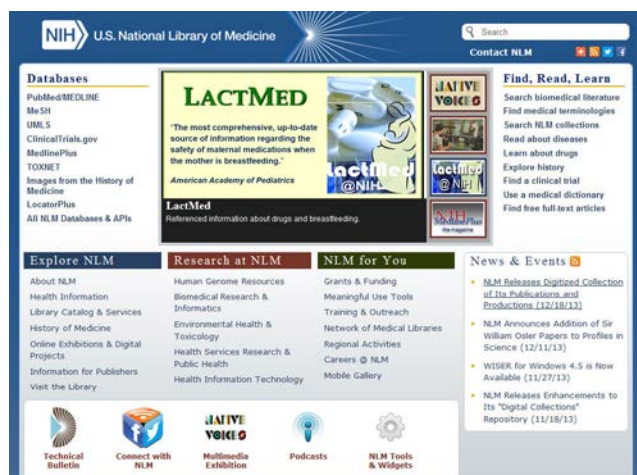 NIH
U.S. National Library of Medicine
Search
Contact NLM
Databases
PubMed/MEDLINE
MeSH
UMLS
ClinicalTrials.gov
MedlinePlus
TOXNET
Images from the History of
Medicine
LocatorPlus
All NLM Databases & APIs
LACTMED
"The most comprehensive, up-to-date
source of information regarding the
safety of maternal medications when
the mother is breastfeeding."
American Academy of Pediatrics
LactMed
@NIH
LactMed
Referenced information about drugs and breastfeeding.
NATIVE
VOICES
LactMed
@NIH
NIH
MedlinePlus
the magazine
Find, Read, Learn
Search biomedical literature
Find medical terminologies
Search NLM collections
Read about diseases
Learn about drugs
Explore history
Find a clinical trial
Use a medical dictionary
Find free full-text articles
Explore NLM
About NLM
Health Information
Library Catalog & Services
History of Medicine
Online Exhibitions & Digital
Projects
Information for Publishers
Visit the Library
Research at NLM
Human Genome Resources
Biomedical Research &
Informatics
Environmental Health &
Toxicology
Health Services Research &
Public Health
Health Information Technology
NLM for You
Grants & Funding
Meaningful Use Tools
Training & Outreach
Network of Medical Libraries
Regional Activities
Careers @ NLM
Mobile Gallery
News & Events
NLM Releases Digitized Collection
of Its Publications and
Productions (12/18/13)
NLM Announces Addition of Sir
William Osler Papers to Profiles in
Science (12/11/13)
WISER for Windows 4.5 is Now
Available (11/27/13)
NLM Releases Enhancements to
Its "Digital Collections"
Repository (11/18/13)
Technical
Bulletin
Connect with
NLM
NATIVE
VOICES
Multimedia
Exhibition
Podcasts
NLM Tools
& Widgets